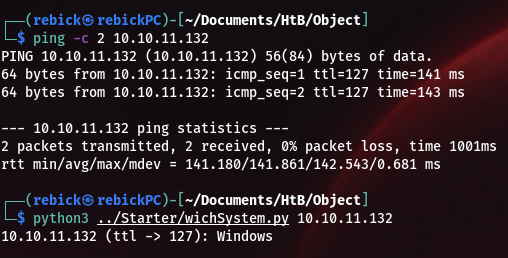 ┌──(rebick㉿rebickPC)-[~/Documents/HtB/Object]
└─$ ping -c 2 10.10.11.132
PING 10.10.11.132 (10.10.11.132) 56(84) bytes of data.
64 bytes from 10.10.11.132: icmp_seq=1 ttl=127 time=141 ms
64 bytes from 10.10.11.132: icmp_seq=2 ttl=127 time=143 ms

--- 10.10.11.132 ping statistics ---
2 packets transmitted, 2 received, 0% packet loss, time 1001ms
rtt min/avg/max/mdev = 141.180/141.861/142.543/0.681 ms

┌──(rebick㉿rebickPC)-[~/Documents/HtB/Object]
└─$ python3 ../Starter/wichSystem.py 10.10.11.132
10.10.11.132 (ttl -> 127): Windows